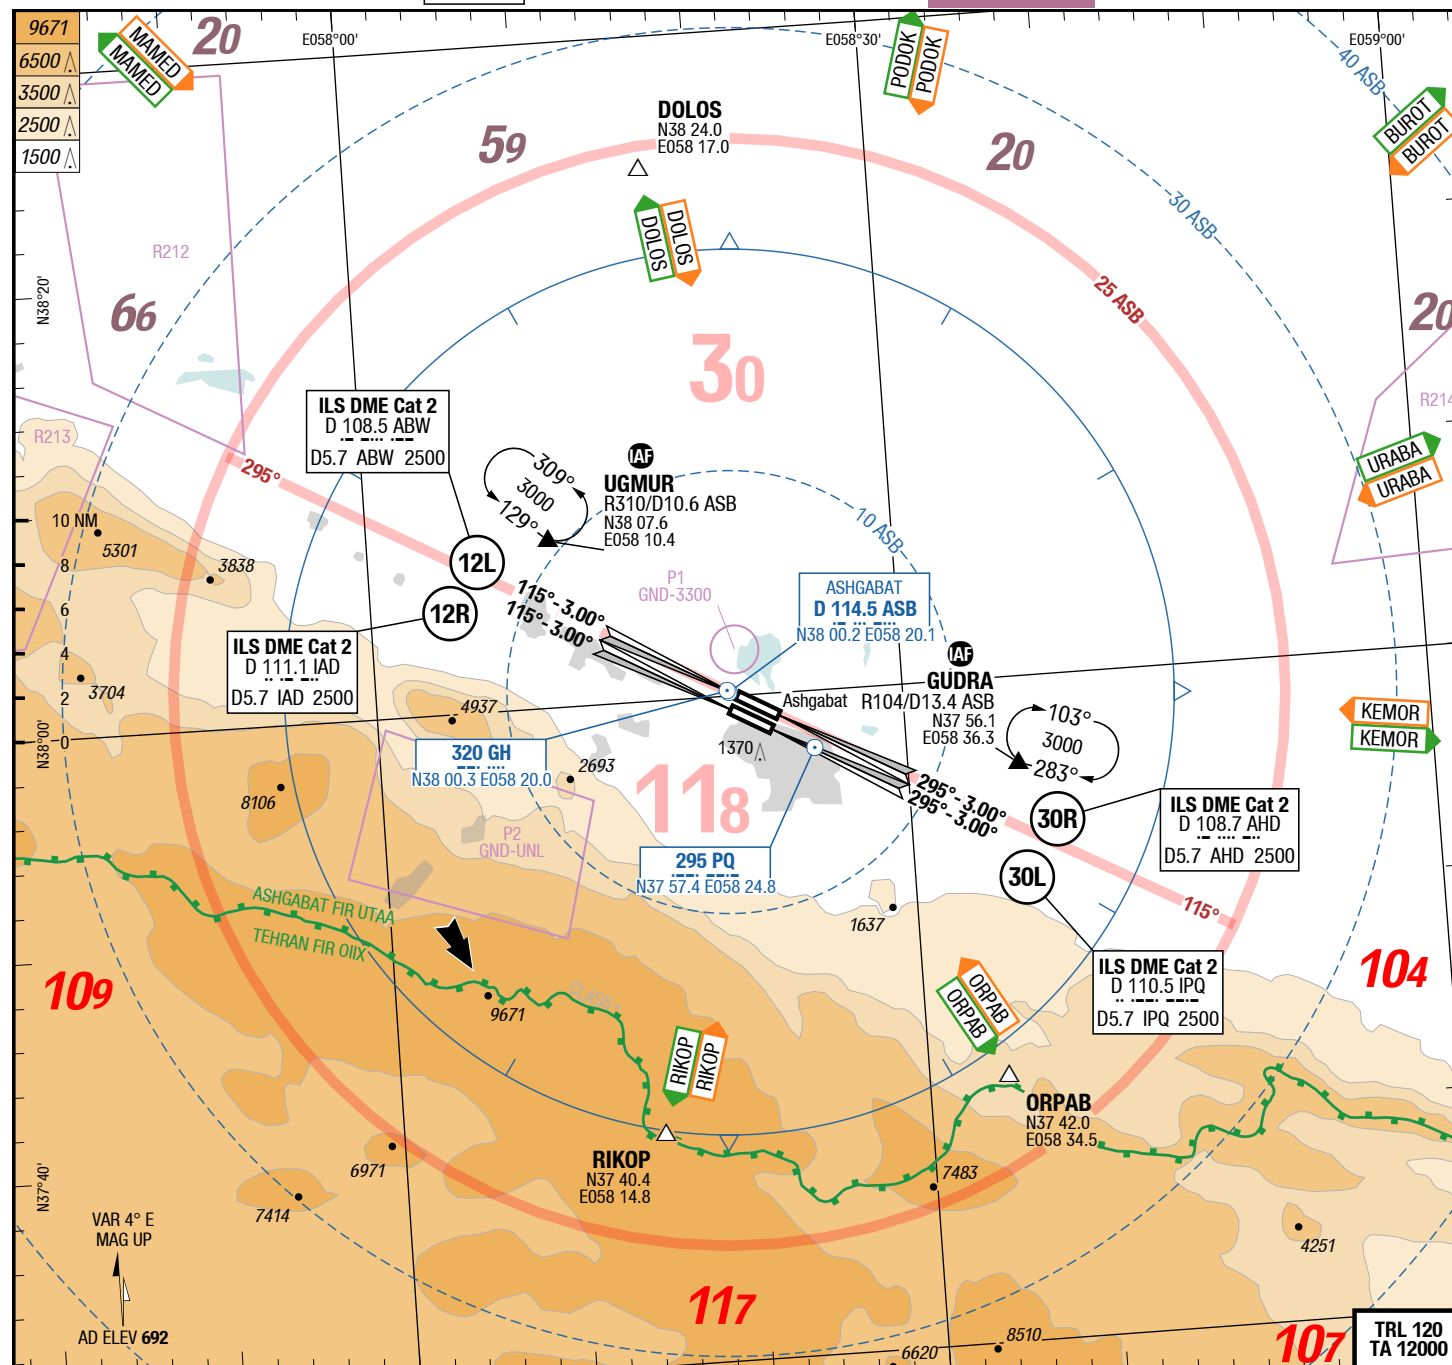 9671
6500
3500
2500
1500
MAMED
MAMED
20
E058°00'
E058°30'
E059°00'
PODOK
PODOK
40 ASB
BUROT
BUROT
DOLOS
N38 24.0
E058 17.0
59
20
30 ASB
DOLOS
DOLOS
R212
N38°20'
66
25 ASB
20
30
ILS DME Cat 2
D 108.5 ABW
D5.7 ABW 2500
R213
R214
295°
309°
3000
129°
IAF
UGMUR
R310/D10.6 ASB
N38 07.6
E058 10.4
10 ASB
URABA
URABA
10 NM
8
6
4
2
0
5301
3838
12L
12R
115°-3.00°
115°-3.00°
P1
GND-3300
ASHGABAT
D 114.5 ASB
N38 00.2 E058 20.1
ILS DME Cat 2
D 111.1 IAD
D5.7 IAD 2500
3704
4937
Ashgabat
IAF
GUDRA
R104/D13.4 ASB
N37 56.1
E058 36.3
103°
3000
283°
KEMOR
KEMOR
N38°00'
320 GH
N38 00.3 E058 20.0
2693
1370
118
8106
P2
GND-UNL
295°-3.00°
295°-3.00°
30R
30L
ILS DME Cat 2
D 108.7 AHD
D5.7 AHD 2500
295 PQ
N37 57.4 E058 24.8
ASHGABAT FIR UTAA
TEHRAN FIR OIIX
1637
115°
109
104
9671
CLASS
ORPAB
ORPAB
ILS DME Cat 2
D 110.5 IPQ
D5.7 IPQ 2500
RIKOP
RIKOP
ORPAB
N37 42.0
E058 34.5
RIKOP
N37 40.4
E058 14.8
6971
7414
7483
N37°40'
VAR 4° E
MAG UP
AD ELEV 692
4251
117
8510
6620
107
TRL 120
TA 12000